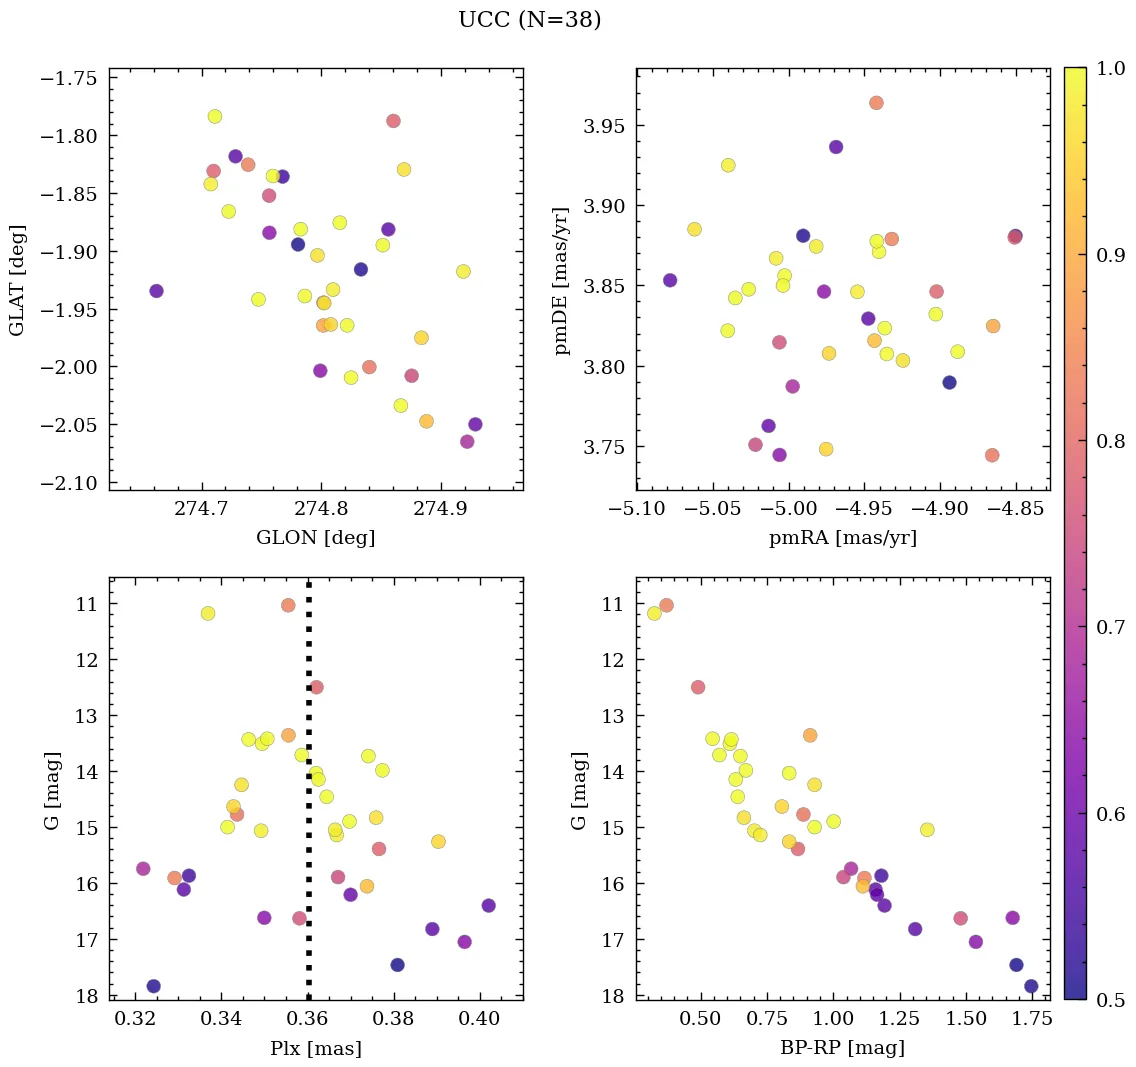 UCC (N=38)
−1.75
−1.80
−1.85
−1.90
−1.95
−2.00
−2.05
−2.10
GLAT [deg]
274.7 274.8 274.9
GLON [deg]
3.95
3.90
3.85
3.80
3.75
pmDE [mas/yr]
−5.10 −5.05 −5.00 −4.95 −4.90 −4.85
pmRA [mas/yr]
1.0
0.9
0.8
0.7
0.6
0.5
11
12
13
14
15
16
17
18
G [mag]
0.32 0.34 0.36 0.38 0.40
Plx [mas]
11
12
13
14
15
16
17
18
G [mag]
0.50 0.75 1.00 1.25 1.50 1.75
BP-RP [mag]